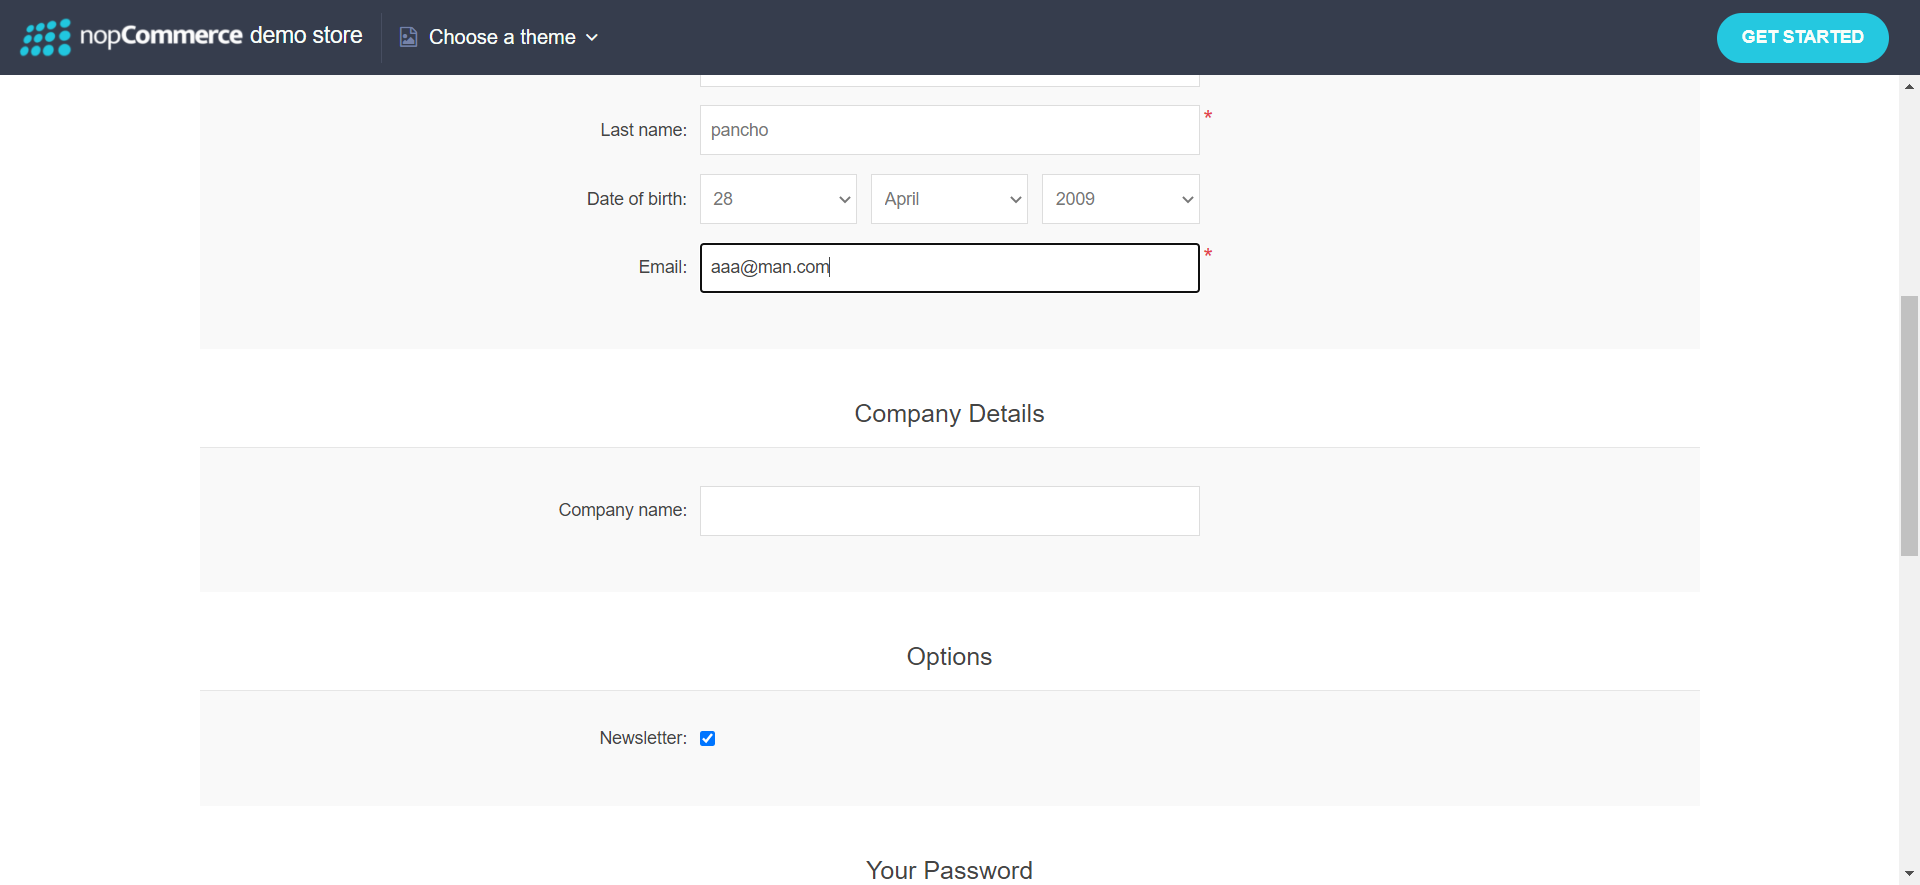 nopCommerce demo store Choose a theme GET STARTED
Last name: pancho *
Date of birth: 28 April 2009
Email: aaa@man.com *
Company Details
Company name:
Options
Newsletter:
Your Password